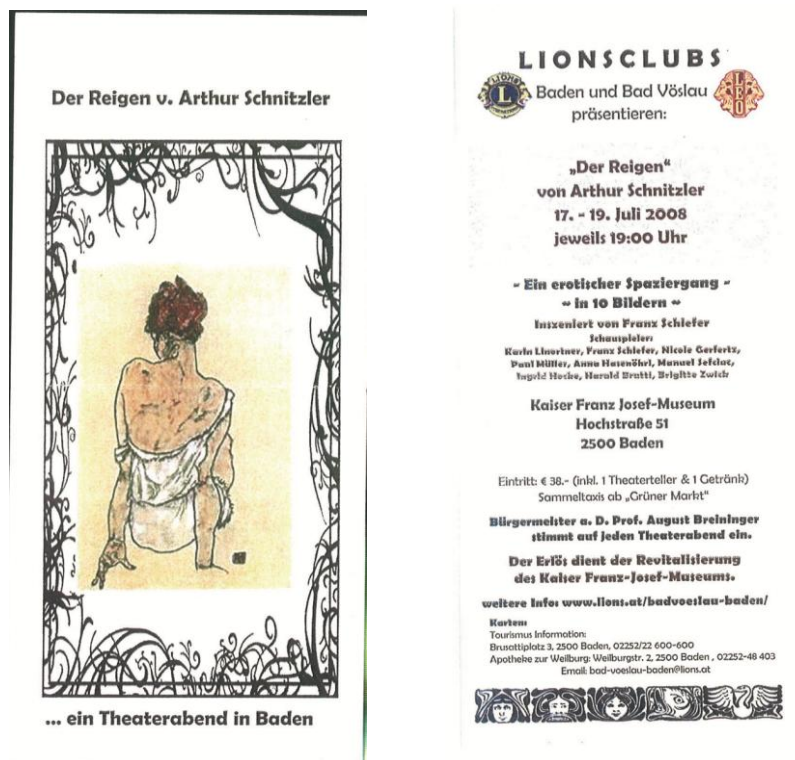 Der Reigen v. Arthur Schnitzler
... ein Theaterabend in Baden
LIONSCLUBS
LIONS
L
LEO
Baden und Bad Vöslau
präsentieren:
„Der Reigen“
von Arthur Schnitzler
17. - 19. Juli 2008
jeweils 19:00 Uhr
~ Ein erotischer Spaziergang ~
~ in 10 Bildern ~
Inszeniert von Franz Schiefer
Schauspieler:
Karin Linortner, Franz Schiefer, Nicole Gerfertz,
Paul Müller, Anna Hasenöhrl, Manuel Sefciuc,
Ingrid Hocke, Harald Bratti, Brigitte Zwick
Kaiser Franz Josef-Museum
Hochstraße 51
2500 Baden
Eintritt: € 38.- (inkl. 1 Theaterteller & 1 Getränk)
Sammeltaxis ab „Grüner Markt“
Bürgermeister a. D. Prof. August Breininger
stimmt auf jeden Theaterabend ein.
Der Erlös dient der Revitalisierung
des Kaiser Franz-Josef-Museums.
weitere Info: www.lions.at/badvoeslau-baden/
Karten:
Tourismus Information:
Brusattiplatz 3, 2500 Baden, 02252/22 600-600
Apotheke zur Weilburg: Weilburgstr. 2, 2500 Baden , 02252-48 403
Email: bad-voeslau-baden@lions.at